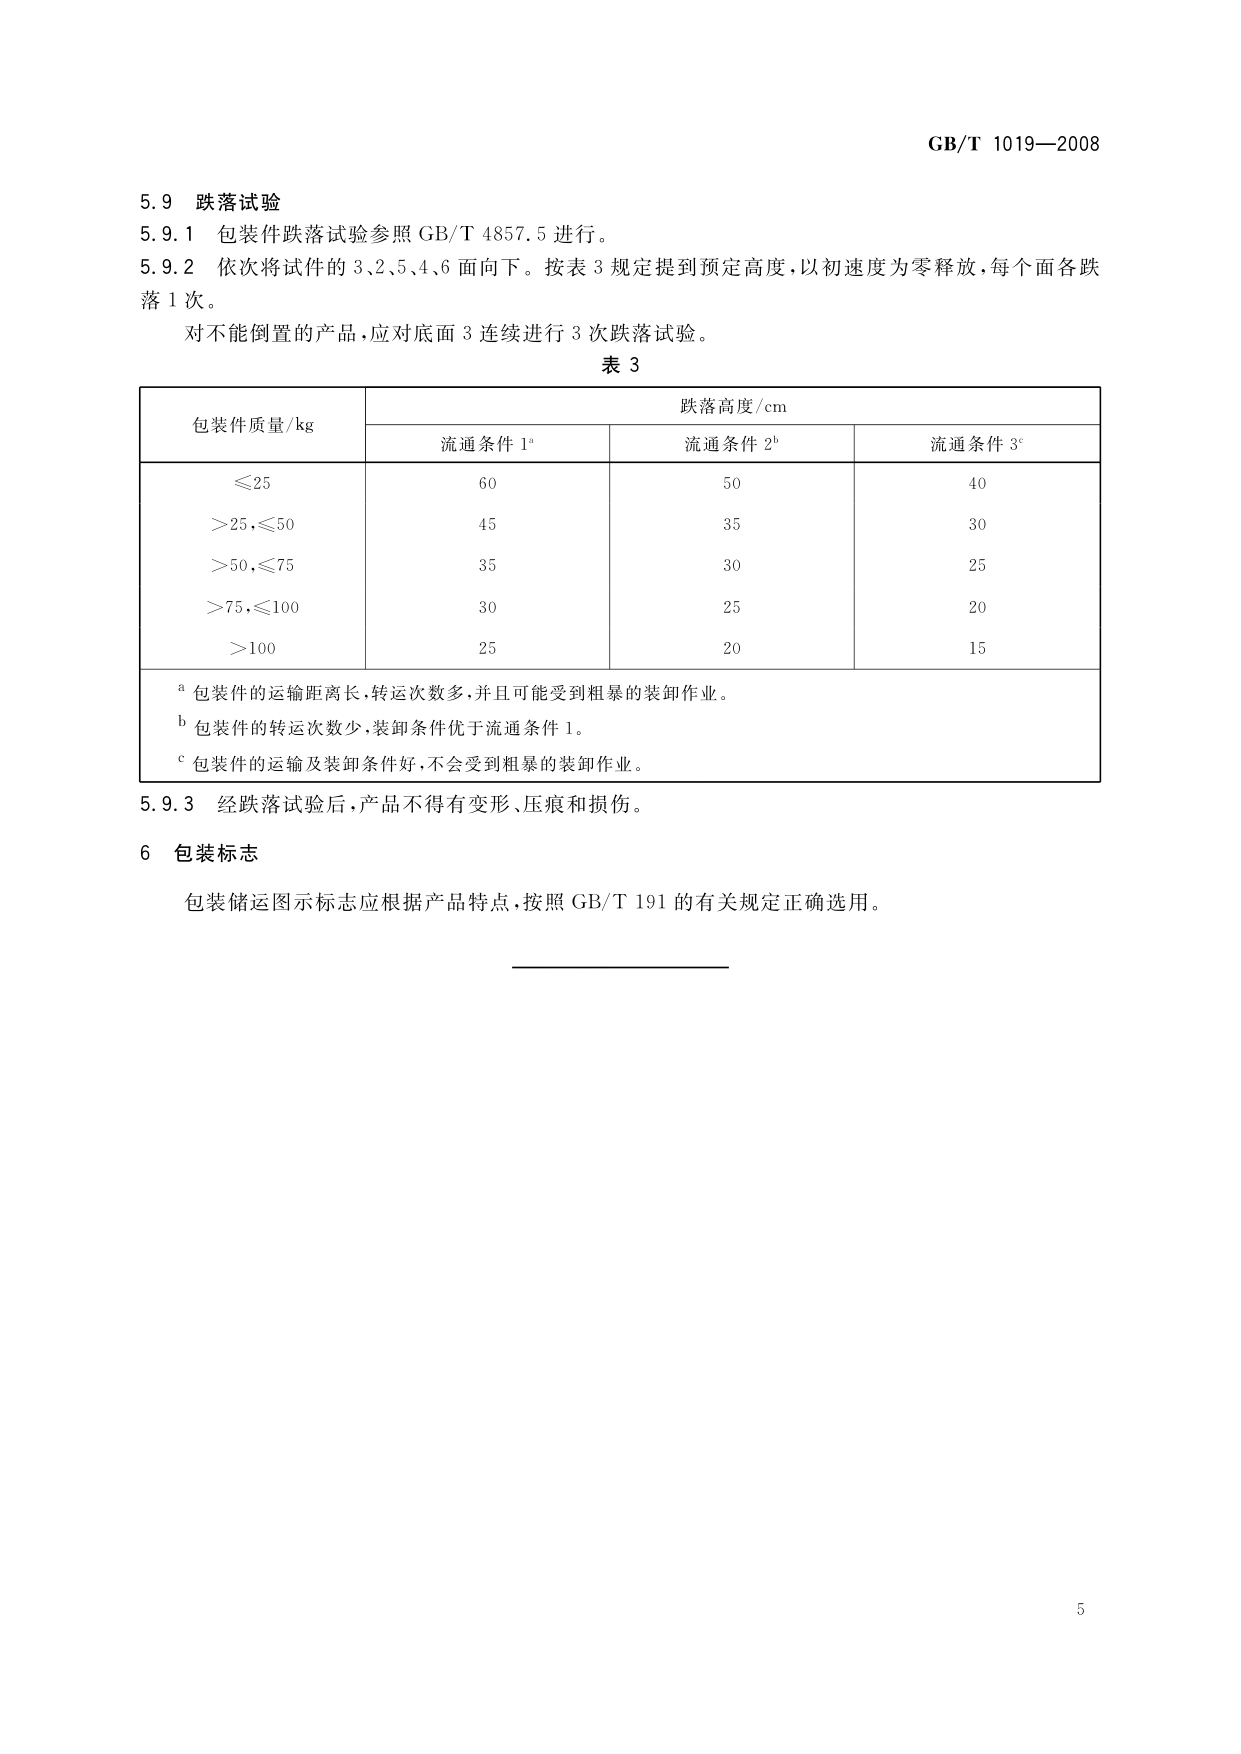 GB/T 1019—2008
5.9 跌落试验
5.9.1 包装件跌落试验参照 GB/T 4857.5 进行。
5.9.2 依次将试件的 3、2、5、4、6 面向下。按表 3 规定提到预定高度,以初速度为零释放,每个面各跌
落 1 次。
对不能倒置的产品,应对底面 3 连续进行 3 次跌落试验。
表 3
包装件质量/kg 跌落高度/cm
流通条件 1a 流通条件 2b 流通条件 3c
≤25 60 50 40
>25,≤50 45 35 30
>50,≤75 35 30 25
>75,≤100 30 25 20
>100 25 20 15
a 包装件的运输距离长,转运次数多,并且可能受到粗暴的装卸作业。
b 包装件的转运次数少,装卸条件优于流通条件 1。
c 包装件的运输及装卸条件好,不会受到粗暴的装卸作业。
5.9.3 经跌落试验后,产品不得有变形、压痕和损伤。
6 包装标志
包装储运图示标志应根据产品特点,按照 GB/T 191 的有关规定正确选用。
5